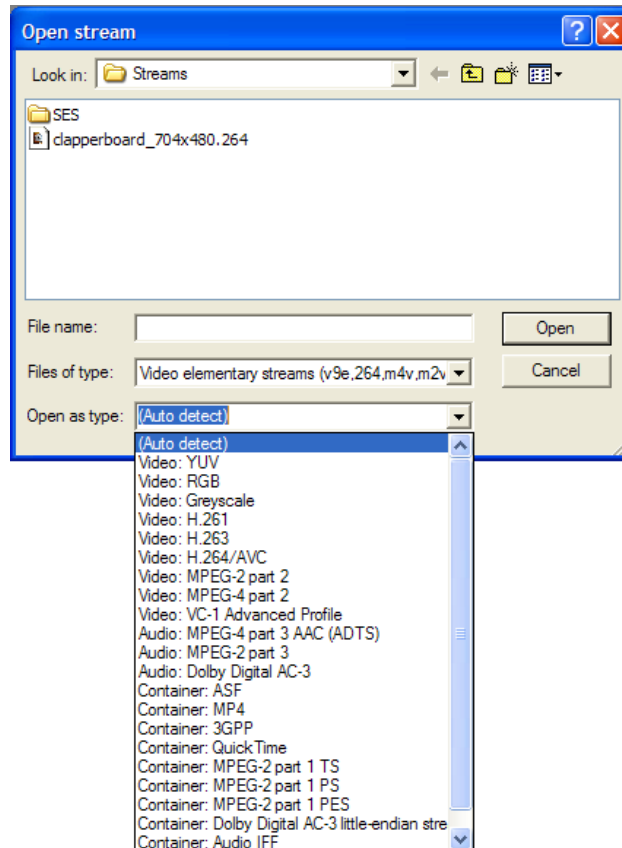 Open stream
Look in: Streams
SES
clapperboard_704x480.264
File name:
Open
Files of type: Video elementary streams (v9e,264,m4v,m2v
Cancel
Open as type: (Auto detect)
(Auto detect)
Video: YUV
Video: RGB
Video: Greyscale
Video: H.261
Video: H.263
Video: H.264/AVC
Video: MPEG-2 part 2
Video: MPEG-4 part 2
Video: VC-1 Advanced Profile
Audio: MPEG-4 part 3 AAC (ADTS)
Audio: MPEG-2 part 3
Audio: Dolby Digital AC-3
Container: ASF
Container: MP4
Container: 3GPP
Container: QuickTime
Container: MPEG-2 part 1 TS
Container: MPEG-2 part 1 PS
Container: MPEG-2 part 1 PES
Container: Dolby Digital AC-3 little-endian stre
Container: Audio IFF